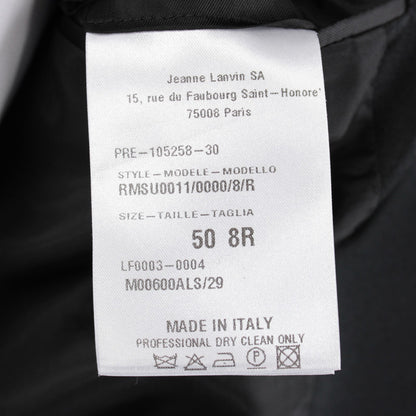 Jeanne Lanvin SA
15, rue du Faubourg Saint-Honore'
75008 Paris
PRE-105258-30
STYLE-MODELE-MODELLO
RMSU0011/0000/8/R
SIZE-TAILLE-TAGLIA
50 8R
LF0003-0004
M00600ALS/29
MADE IN ITALY
PROFESSIONAL DRY CLEAN ONLY
P